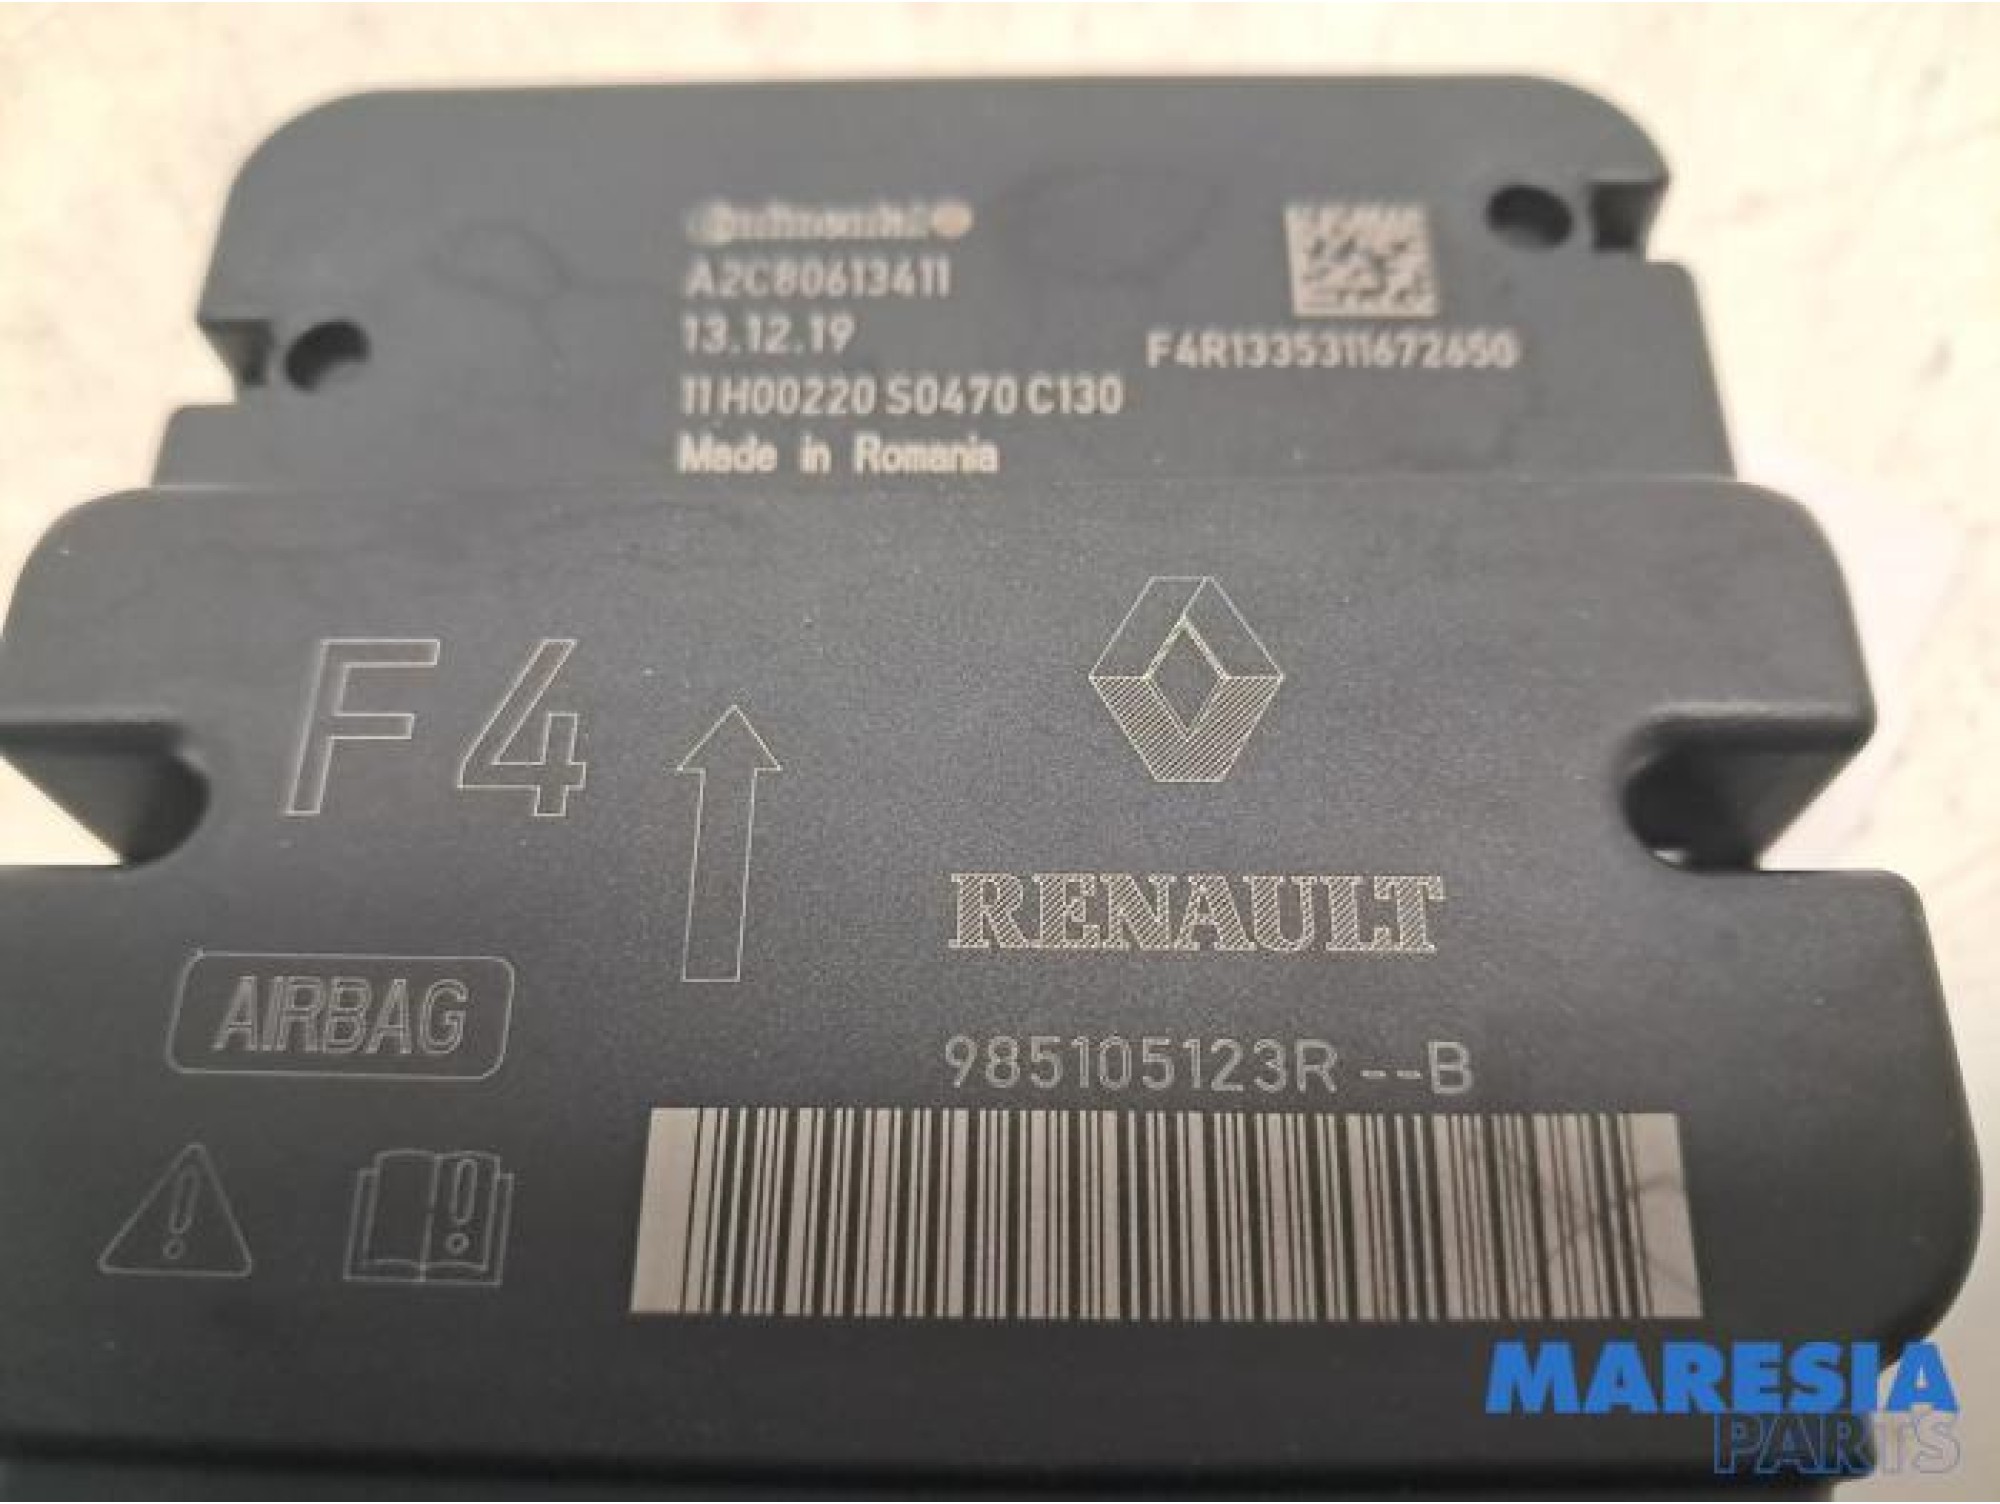 Continental
A2C80613411
13.12.19
F4R1335311672650
11H00220 S0470 C130
Made in Romania
F4
RENAULT
AIRBAG
985105123R--B
MARESIA
PARTS